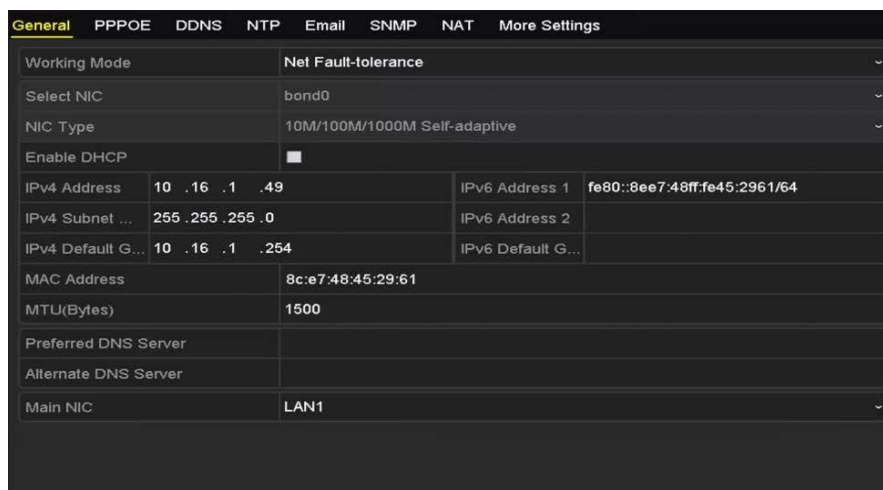 General PPPOE DDNS NTP Email SNMP NAT More Settings
Working Mode Net Fault-tolerance
Select NIC bond0
NIC Type 10M/100M/1000M Self-adaptive
Enable DHCP
IPv4 Address 10 .16 .1 .49 IPv6 Address 1 fe80::8ee7:48ff:fe45:2961/64
IPv4 Subnet ... 255.255.255.0 IPv6 Address 2
IPv4 Default G... 10 .16 .1 .254 IPv6 Default G...
MAC Address 8c:e7:48:45:29:61
MTU(Bytes) 1500
Preferred DNS Server
Alternate DNS Server
Main NIC LAN1